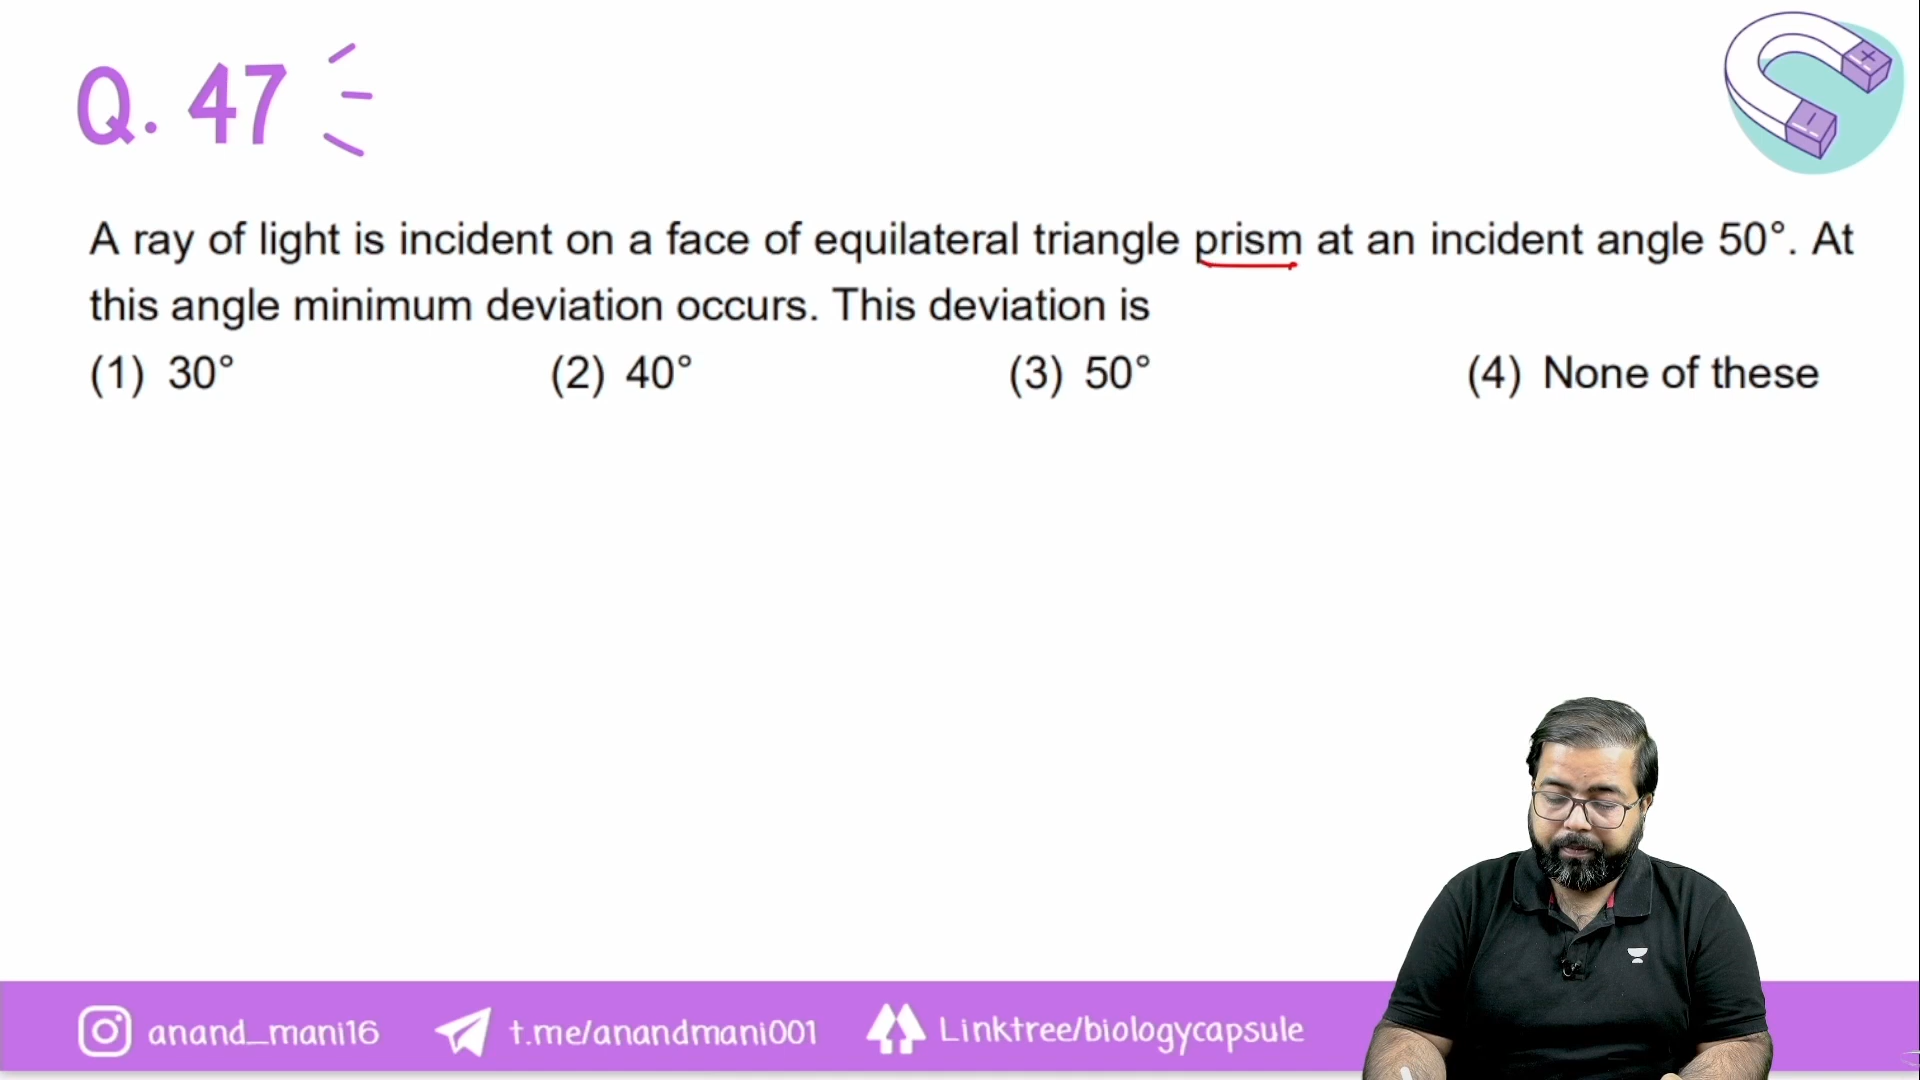 Q. 47
A ray of light is incident on a face of equilateral triangle prism at an incident angle 50°. At
this angle minimum deviation occurs. This deviation is
(1) 30° (2) 40° (3) 50° (4) None of these
anand_mani16 t.me/anandmani001 Linktree/biologycapsule